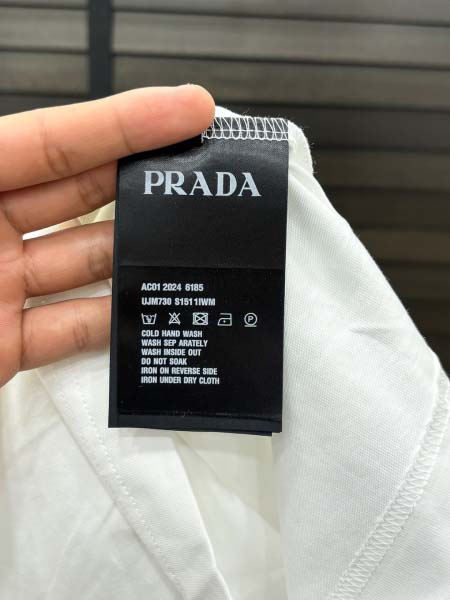 PRADA
AC01 2024 6185
UJM730 S1511IWM
COLD HAND WASH
WASH SEP ARATELY
WASH INSIDE OUT
DO NOT SOAK
IRON ON REVERSE SIDE
IRON UNDER DRY CLOTH